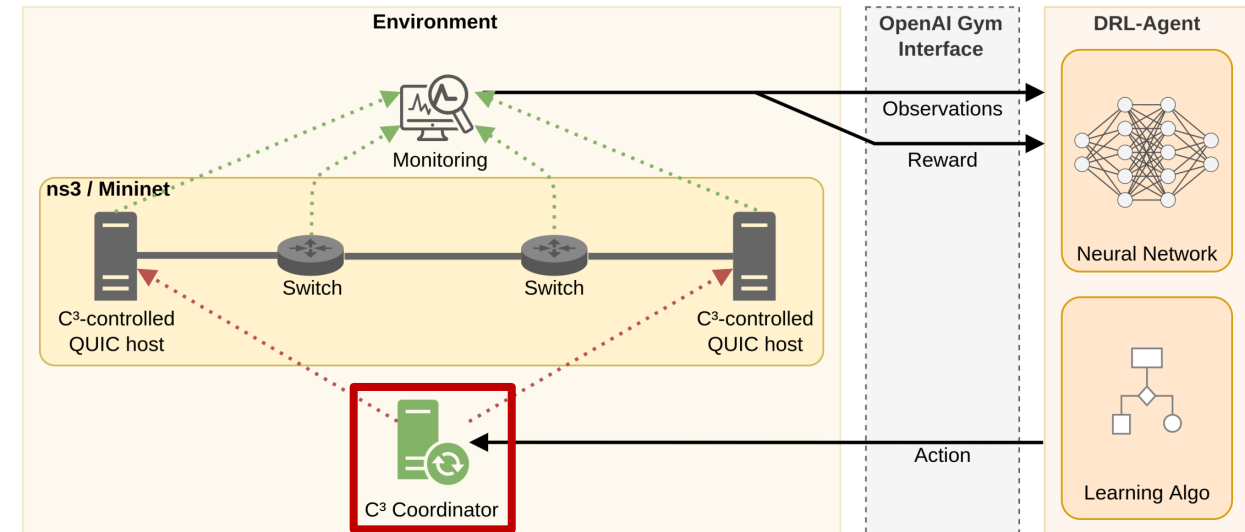 Environment
OpenAI Gym
Interface
DRL-Agent
Observations
Reward
Monitoring
ns3 / Mininet
Neural Network
Switch
Switch
C³-controlled
QUIC host
C³-controlled
QUIC host
Action
C³ Coordinator
Learning Algo